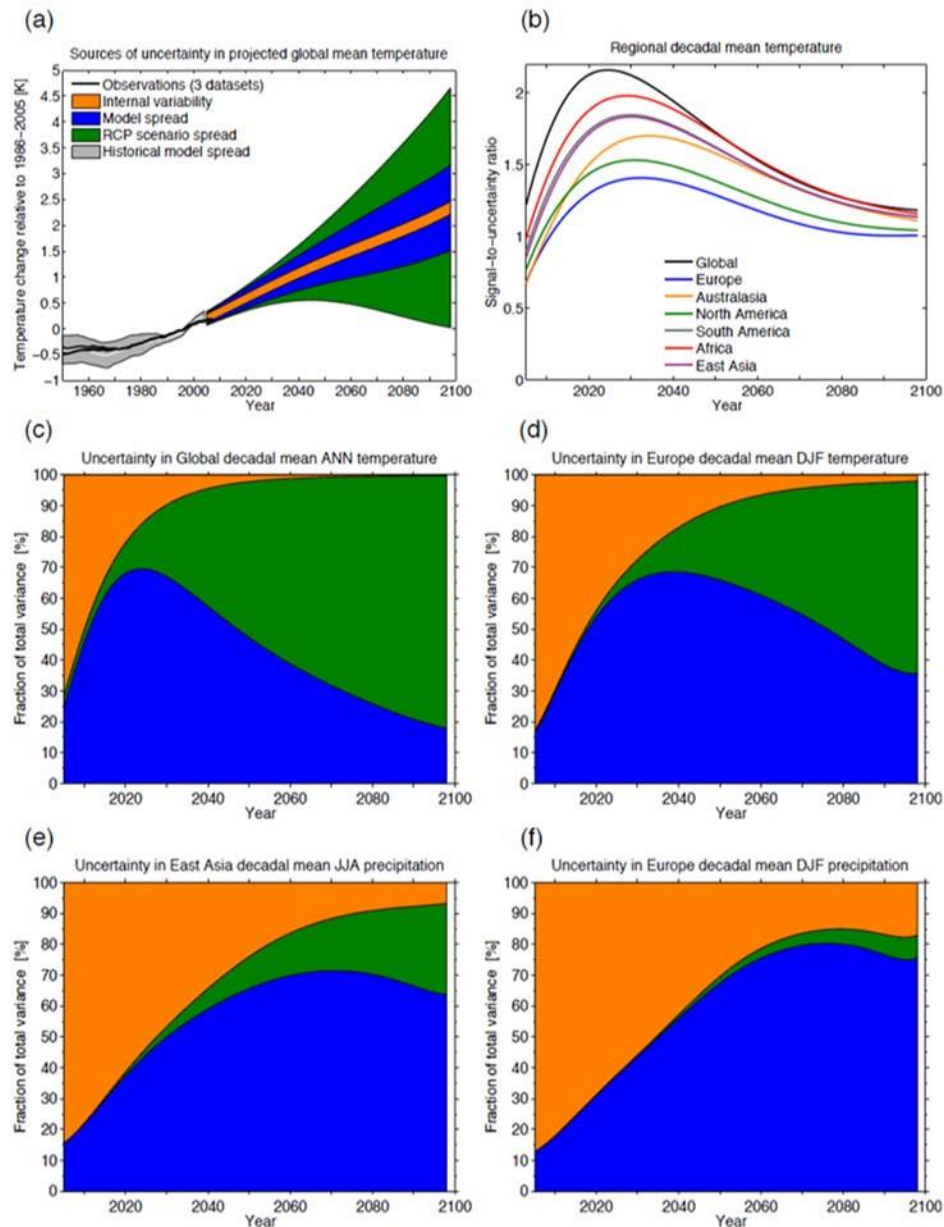 (a)
Sources of uncertainty in projected global mean temperature
Temperature change relative to 1986−2005 [K]
5
4.5
4
3.5
3
2.5
2
1.5
1
0.5
0
−0.5
−1
Observations (3 datasets)
Internal variability
Model spread
RCP scenario spread
Historical model spread
1960 1980 2000 2020 2040 2060 2080 2100
Year
(b)
Regional decadal mean temperature
Signal−to−uncertainty ratio
2
1.5
1
0.5
0
Global
Europe
Australasia
North America
South America
Africa
East Asia
2020 2040 2060 2080 2100
Year
(c)
Uncertainty in Global decadal mean ANN temperature
Fraction of total variance [%]
100
90
80
70
60
50
40
30
20
10
0
2020 2040 2060 2080 2100
Year
(d)
Uncertainty in Europe decadal mean DJF temperature
Fraction of total variance [%]
100
90
80
70
60
50
40
30
20
10
0
2020 2040 2060 2080 2100
Year
(e)
Uncertainty in East Asia decadal mean JJA precipitation
Fraction of total variance [%]
100
90
80
70
60
50
40
30
20
10
0
2020 2040 2060 2080 2100
Year
(f)
Uncertainty in Europe decadal mean DJF precipitation
Fraction of total variance [%]
100
90
80
70
60
50
40
30
20
10
0
2020 2040 2060 2080 2100
Year